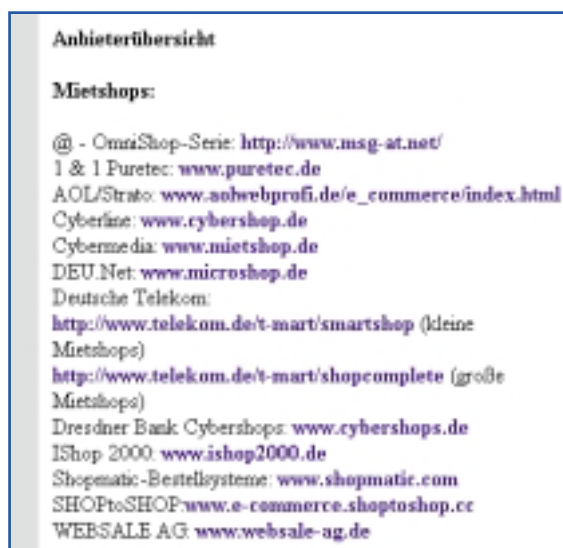 Anbieterübersicht
Mietshops:
@ - OmniShop-Serie: http://www.msg-at.net/
1 & 1 Puretec: www.puretec.de
AOL/Strato: www.aolwebprofi.de/e_commerce/index.html
Cyberline: www.cybershop.de
Cybermedia: www.mietshop.de
DEU.Net: www.microshop.de
Deutsche Telekom:
http://www.telekom.de/t-mart/smartshop (kleine
Mietshops)
http://www.telekom.de/t-mart/shopcomplete (große
Mietshops)
Dresdner Bank Cybershops: www.cybershops.de
IShop 2000: www.ishop2000.de
Shopmatic-Bestellsysteme: www.shopmatic.com
SHOPtoSHOP:www.e-commerce.shoptoshop.cc
WEBSALE AG: www.websale-ag.de